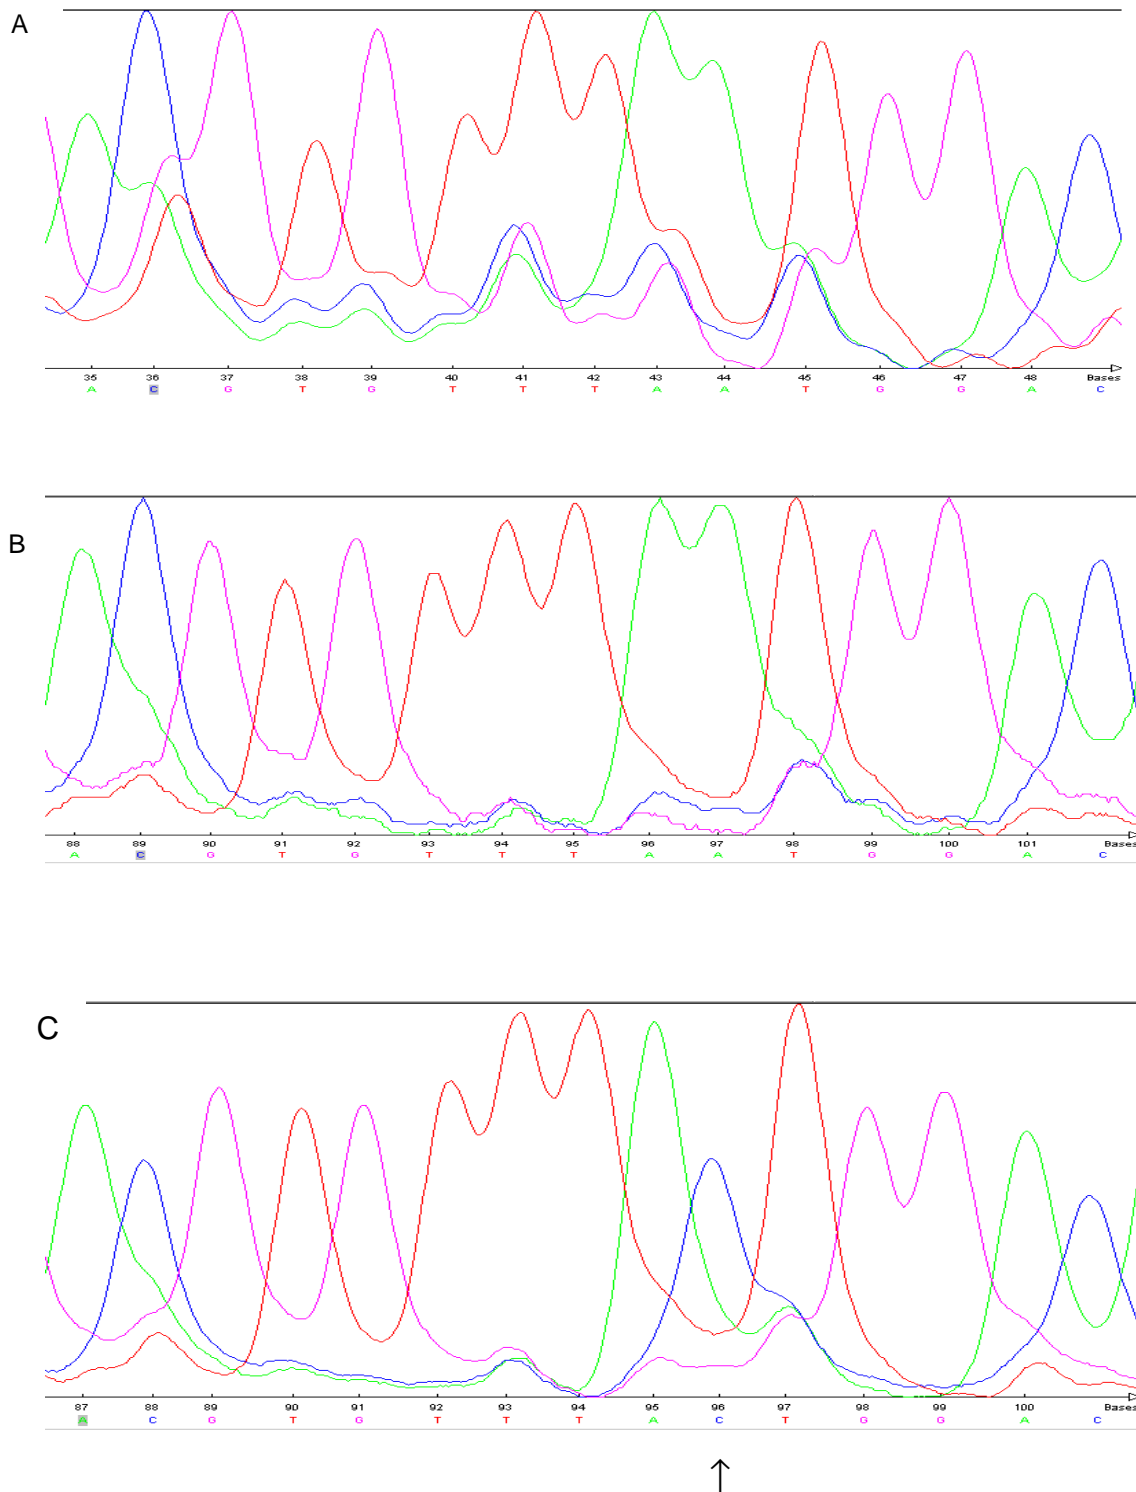 A
35 36 37 38 39 40 41 42 43 44 45 46 47 48 Bases
A C G T G T T T A A T G G A C
B
88 89 90 91 92 93 94 95 96 97 98 99 100 101 Bases
A C G T G T T T A A T G G A C
C
87 88 89 90 91 92 93 94 95 96 97 98 99 100 Bases
A C G T G T T T A C T G G A C
↑